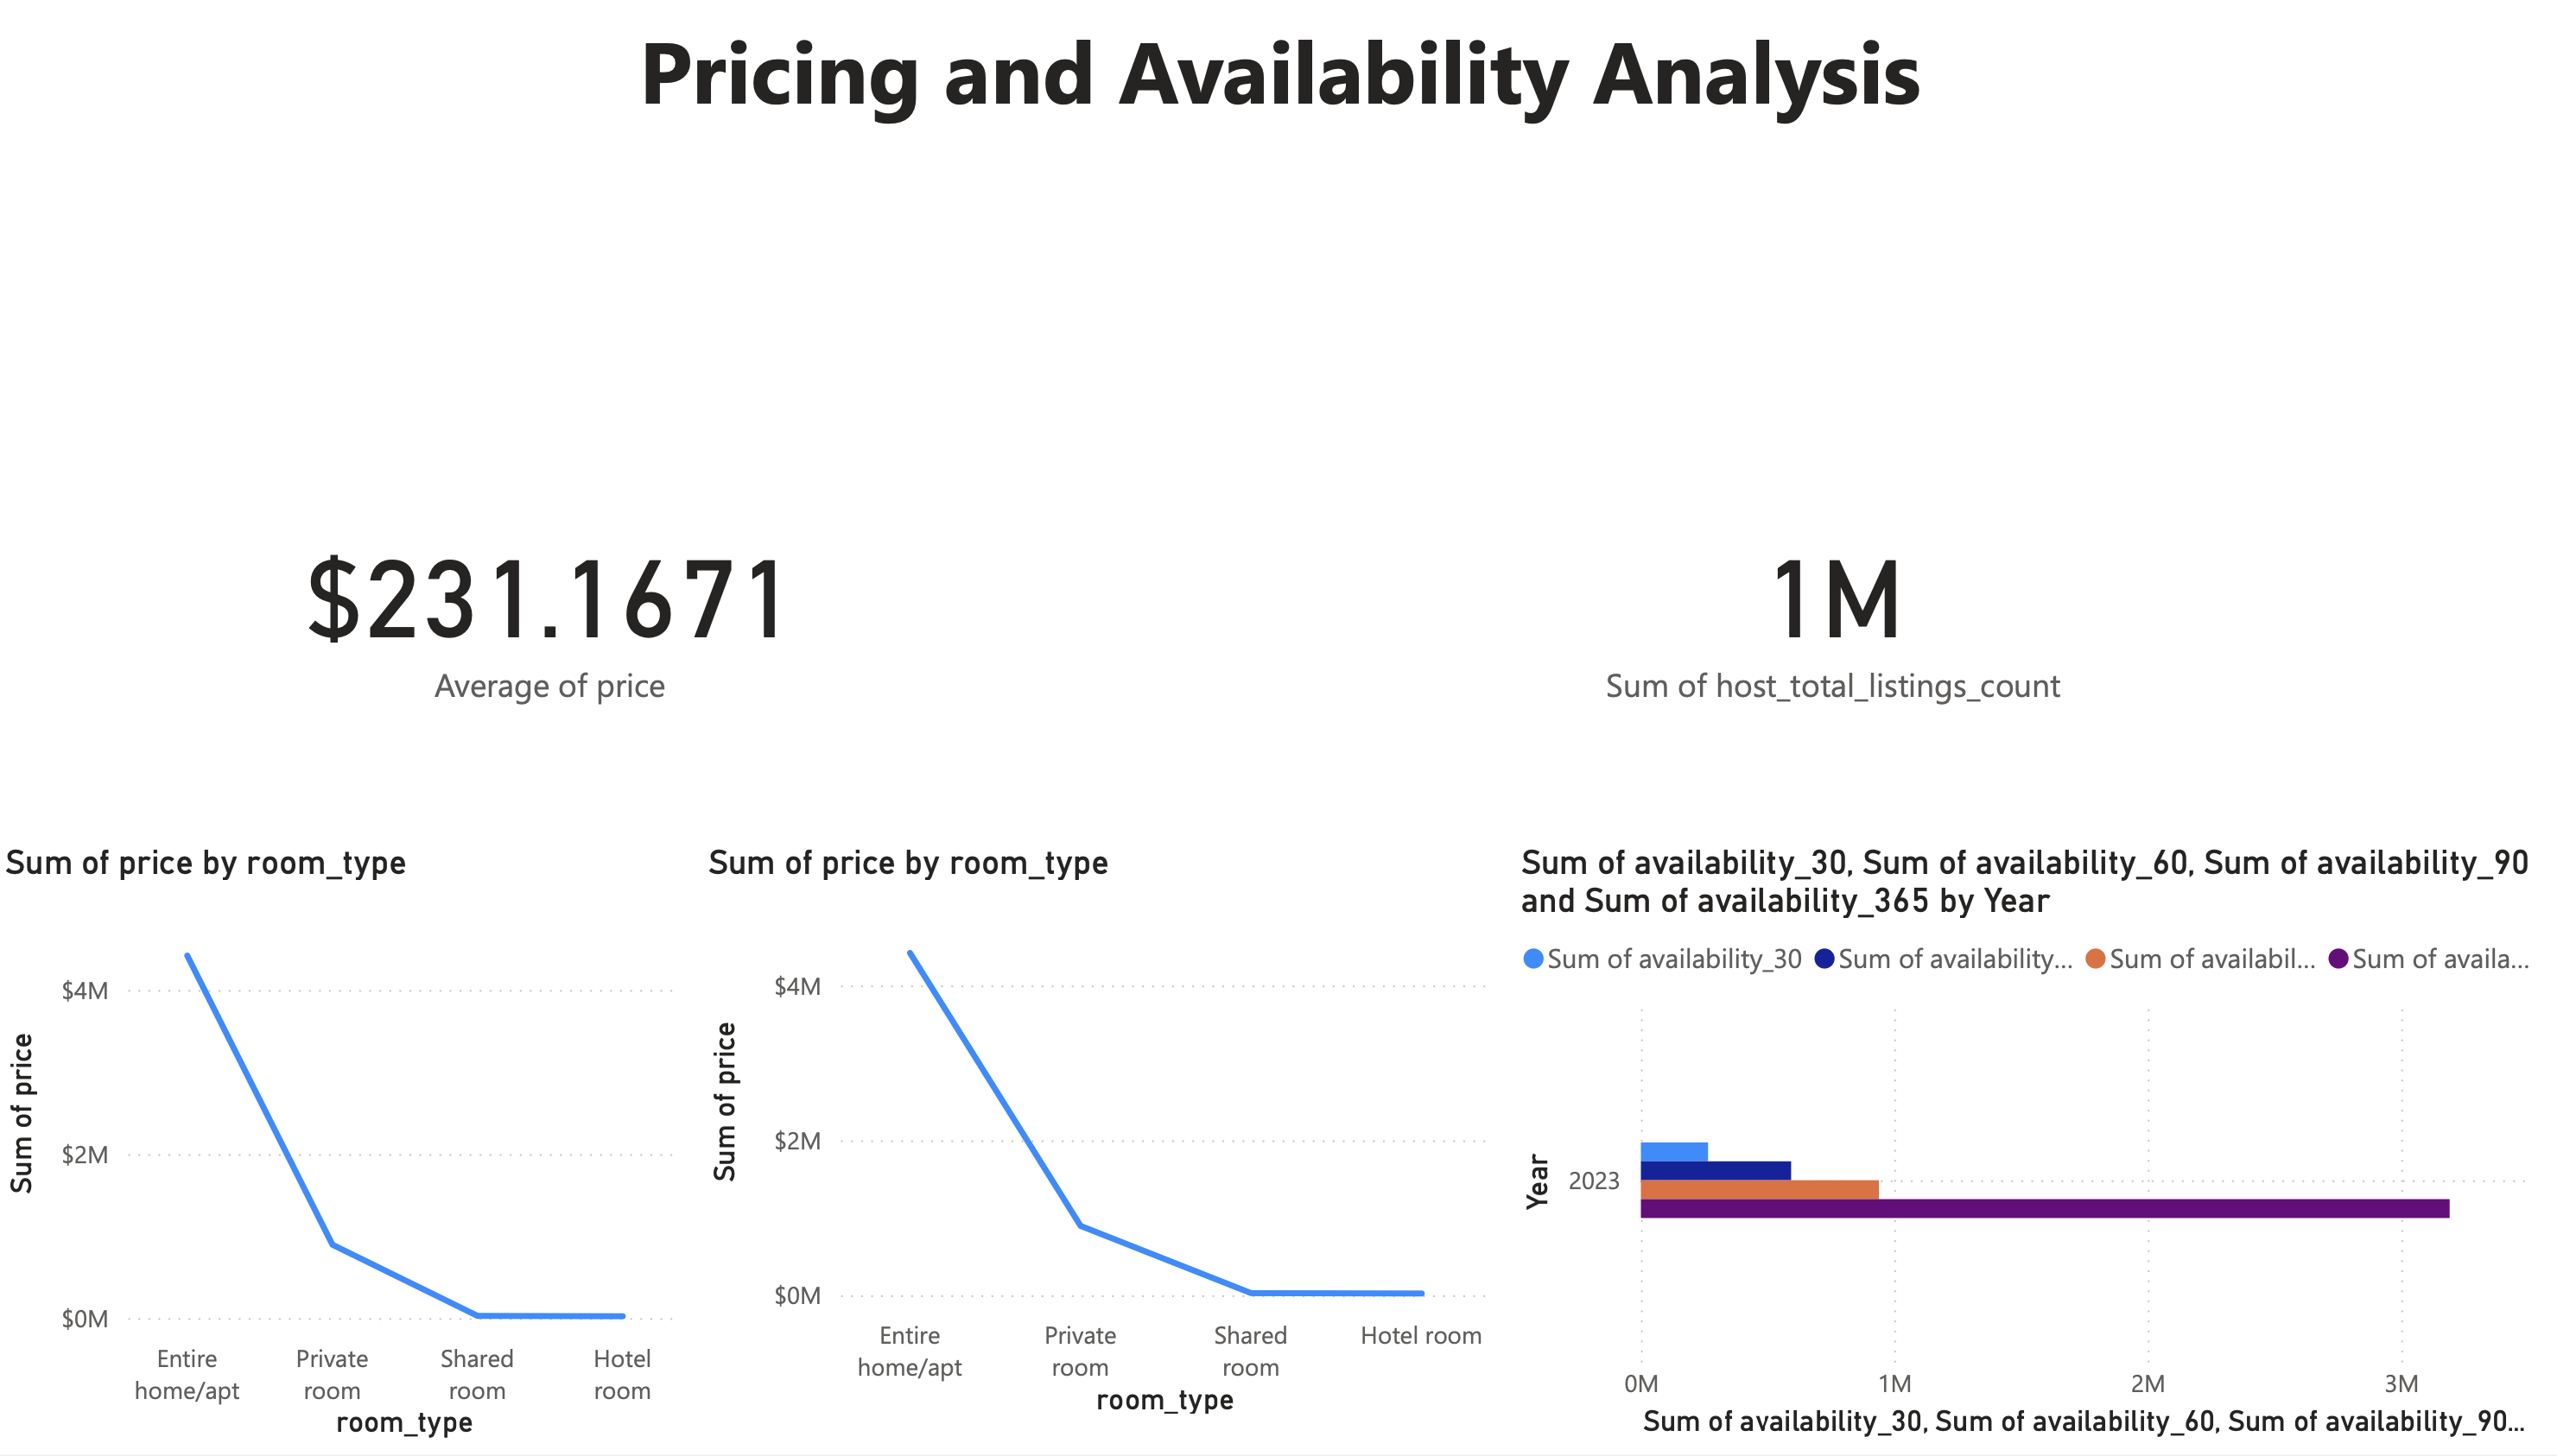 Pricing and Availability Analysis
$231.1671
Average of price
1M
Sum of host_total_listings_count
Sum of price by room_type
$4M
$2M
$0M
Sum of price
Entire
home/apt
Private
room
Shared
room
Hotel
room
room_type
Sum of price by room_type
$4M
$2M
$0M
Sum of price
Entire
home/apt
Private
room
Shared
room
Hotel room
room_type
Sum of availability_30, Sum of availability_60, Sum of availability_90
and Sum of availability_365 by Year
Sum of availability_30 Sum of availability... Sum of availabil... Sum of availa...
Year
2023
0M 1M 2M 3M
Sum of availability_30, Sum of availability_60, Sum of availability_90...